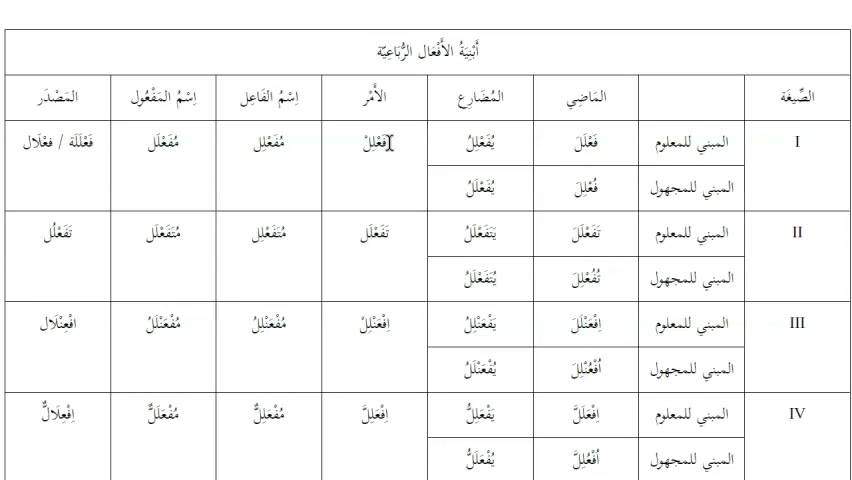 أَبْنِيَةُ الأَفْعَال الرُّبَاعِيّة
الصِّيغَة المَاضِي المُضَارِع الأَمْر اِسْمُ الفَاعِل اِسْمُ المَفْعُول المَصْدَر
I المبني للمعلوم فَعْلَلَ يُفَعْلِلُ فَعْلِلْ مُفَعْلِل مُفَعْلَل فَعْلَلَة / فعْلَال
المبني للمجهول فُعْلِلَ يُفَعْلَلُ
II المبني للمعلوم تَفَعْلَلَ يَتَفَعْلَلُ تَفَعْلَل مُتَفَعْلِل مُتَفَعْلَل تَفَعْلُل
المبني للمجهول تُفُعْلِلَ يُتَفَعْلَلُ
III المبني للمعلوم اِفْعَنْلَلَ يَفْعَنْلِلُ اِفْعَنْلِلْ مُفْعَنْلِلُ مُفْعَنْلَلُ افْعِنْلَال
المبني للمجهول اُفْعُنْلِلَ يُفْعَنْلَلُ
IV المبني للمعلوم اِفْعَلَلَّ يَفْعَلِلُّ اِفْعَلِلَّ مُفْعَلِلٌّ مُفْعَلَلٌّ اِفْعِلَالٌّ
المبني للمجهول اُفْعُلِلَّ يُفْعَلَلُّ